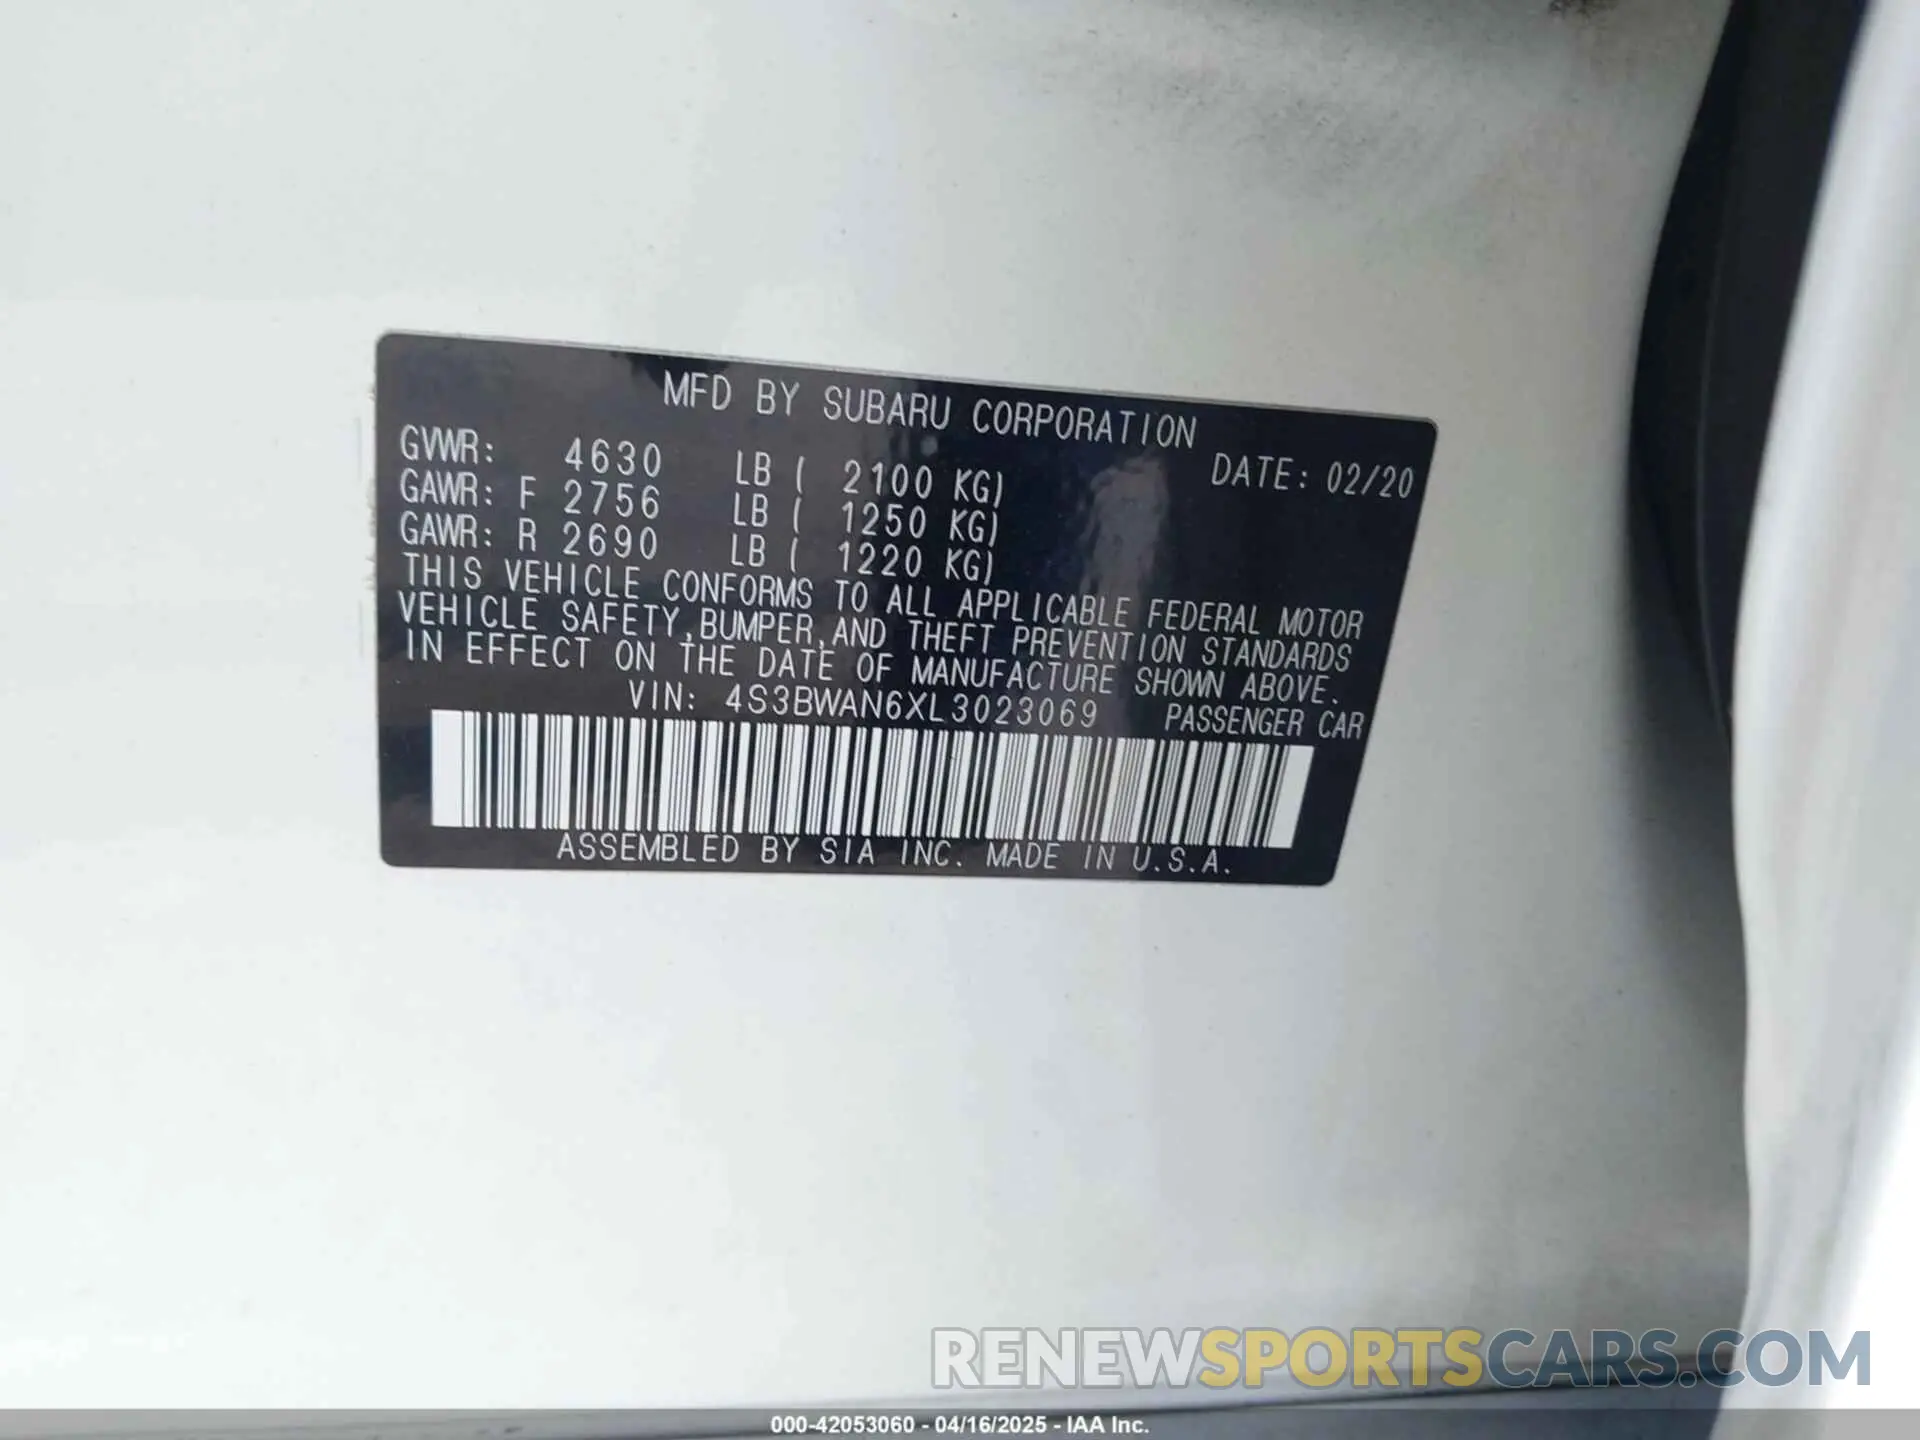 MFD BY SUBARU CORPORATION
GVWR: 4630 LB ( 2100 KG) DATE: 02/20
GAWR: F 2756 LB ( 1250 KG)
GAWR: R 2690 LB ( 1220 KG)
THIS VEHICLE CONFORMS TO ALL APPLICABLE FEDERAL MOTOR
VEHICLE SAFETY,BUMPER,AND THEFT PREVENTION STANDARDS
IN EFFECT ON THE DATE OF MANUFACTURE SHOWN ABOVE.
VIN: 4S3BWAN6XL3023069 PASSENGER CAR
ASSEMBLED BY SIA INC. MADE IN U.S.A.
RENEWSPORTSCARS.COM
000-42053060 - 04/16/2025 - IAA Inc.